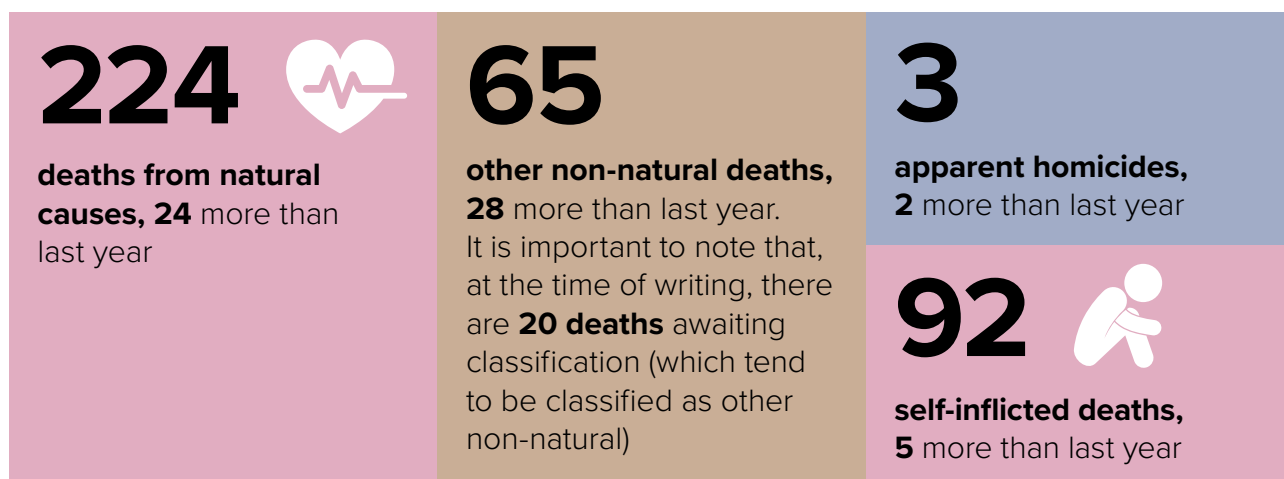 224
deaths from natural
causes, 24 more than
last year
65
other non-natural deaths,
28 more than last year.
It is important to note that,
at the time of writing, there
are 20 deaths awaiting
classification (which tend
to be classified as other
non-natural)
3
apparent homicides,
2 more than last year
92
self-inflicted deaths,
5 more than last year